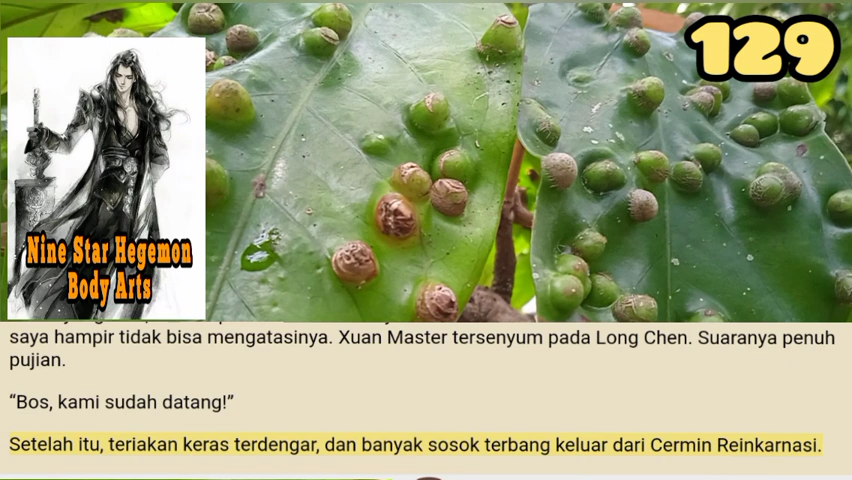 129
Nine Star Hegemon
Body Arts
saya hampir tidak bisa mengatasinya. Xuan Master tersenyum pada Long Chen. Suaranya penuh
pujian.
“Bos, kami sudah datang!”
Setelah itu, teriakan keras terdengar, dan banyak sosok terbang keluar dari Cermin Reinkarnasi.